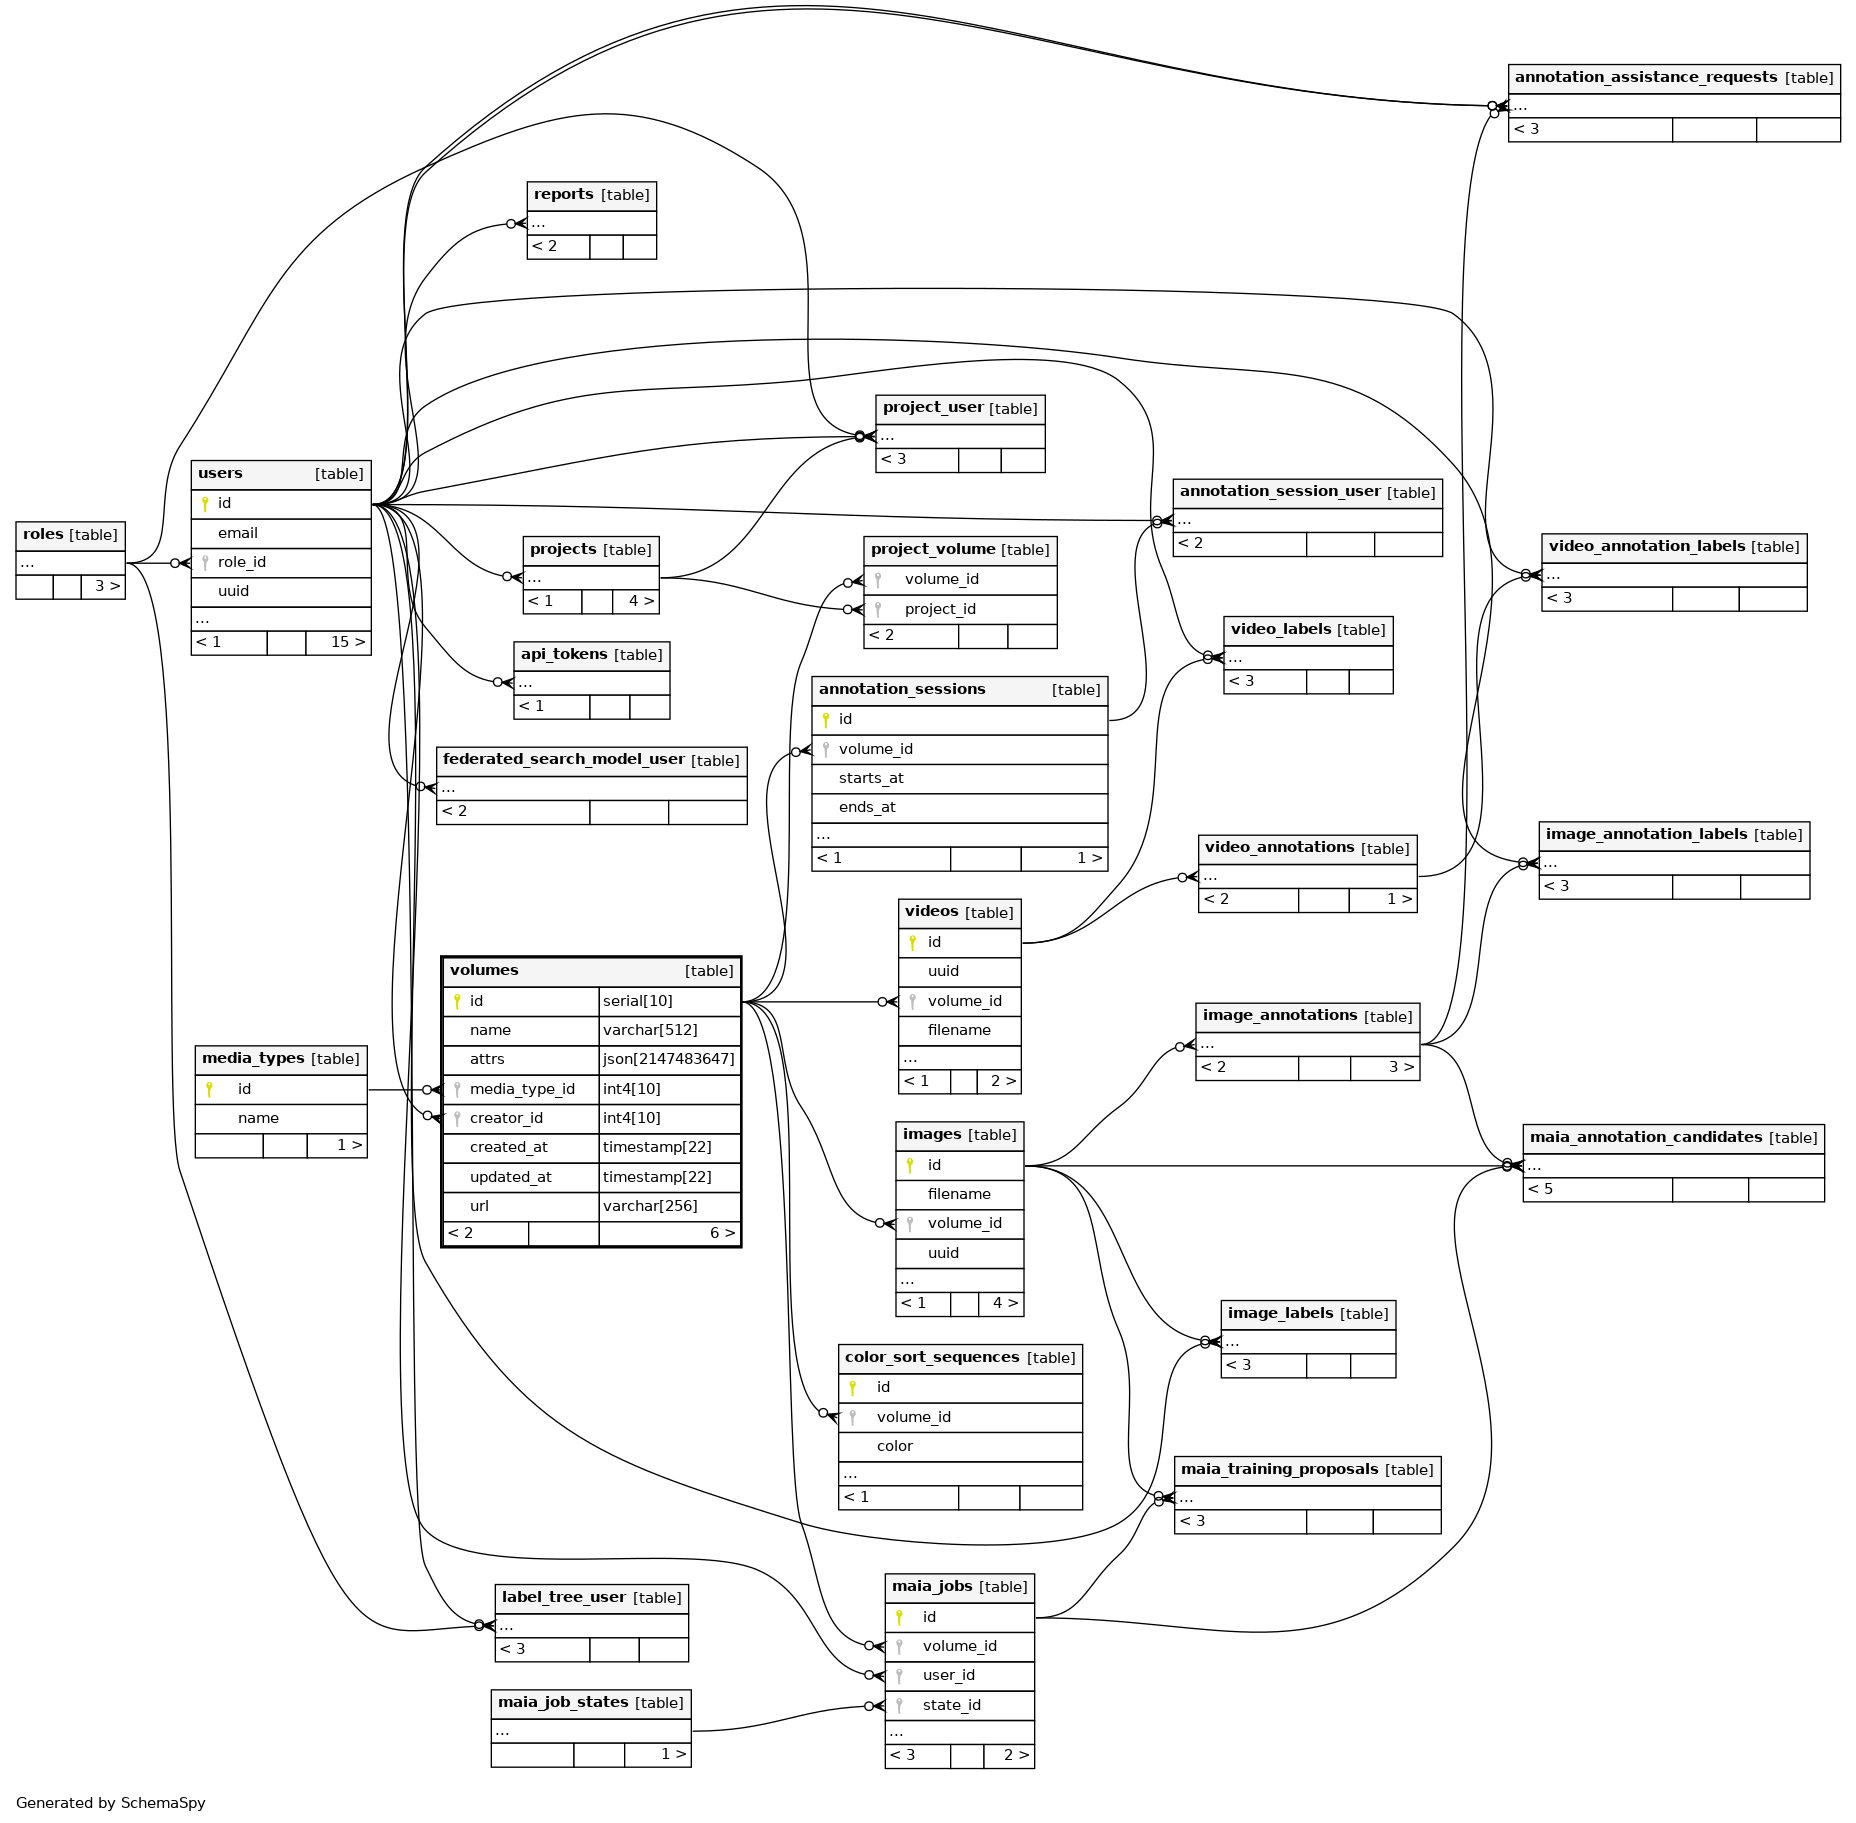 annotation_assistance_requests [table]
...
< 3
reports [table]
...
< 2
project_user [table]
...
< 3
users [table]
id
email
role_id
uuid
...
< 1 15 >
roles [table]
...
3 >
annotation_session_user [table]
...
< 2
projects [table]
...
< 1 4 >
project_volume [table]
volume_id
project_id
< 2
video_annotation_labels [table]
...
< 3
video_labels [table]
...
< 3
api_tokens [table]
...
< 1
annotation_sessions [table]
id
volume_id
starts_at
ends_at
...
< 1 1 >
federated_search_model_user [table]
...
< 2
image_annotation_labels [table]
...
< 3
video_annotations [table]
...
< 2 1 >
videos [table]
id
uuid
volume_id
filename
...
< 1 2 >
volumes [table]
id serial[10]
name varchar[512]
attrs json[2147483647]
media_type_id int4[10]
creator_id int4[10]
created_at timestamp[22]
updated_at timestamp[22]
url varchar[256]
< 2 6 >
media_types [table]
id
name
1 >
image_annotations [table]
...
< 2 3 >
images [table]
id
filename
volume_id
uuid
...
< 1 4 >
maia_annotation_candidates [table]
...
< 5
image_labels [table]
...
< 3
color_sort_sequences [table]
id
volume_id
color
...
< 1
maia_training_proposals [table]
...
< 3
label_tree_user [table]
...
< 3
maia_jobs [table]
id
volume_id
user_id
state_id
...
< 3 2 >
maia_job_states [table]
...
1 >
Generated by SchemaSpy